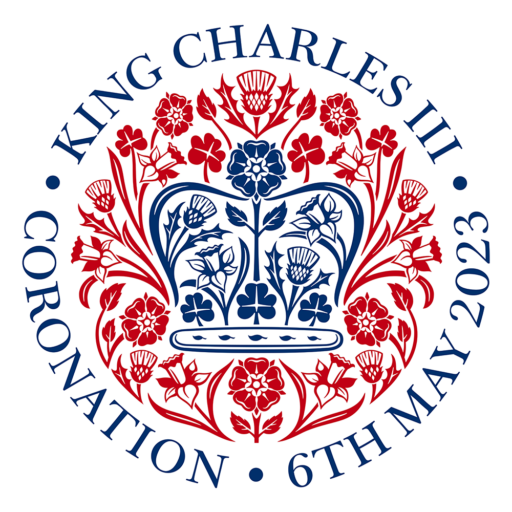 KING CHARLES III
CORONATION • 6TH MAY 2023